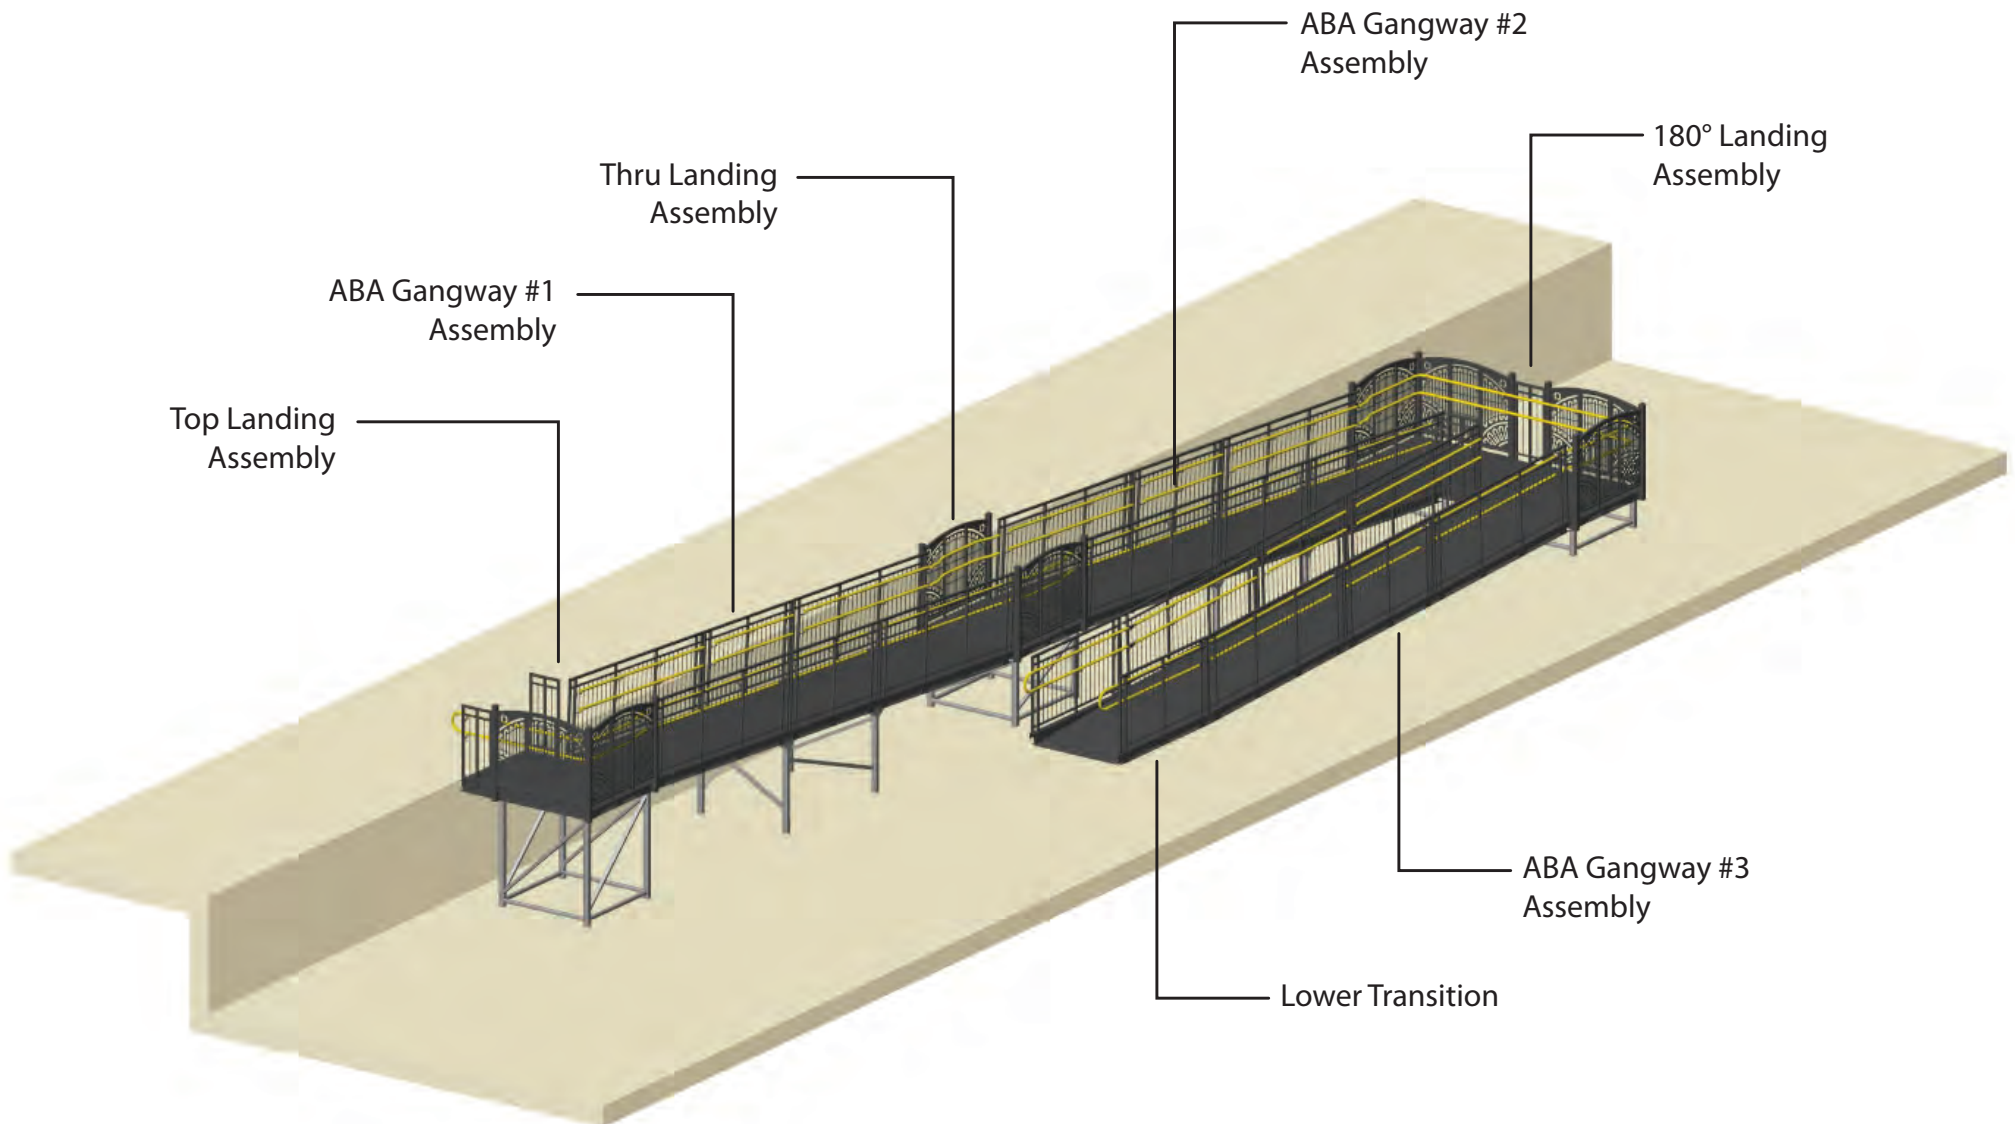 ABA Gangway #2
Assembly
180° Landing
Assembly
Thru Landing
Assembly
ABA Gangway #1
Assembly
Top Landing
Assembly
ABA Gangway #3
Assembly
Lower Transition